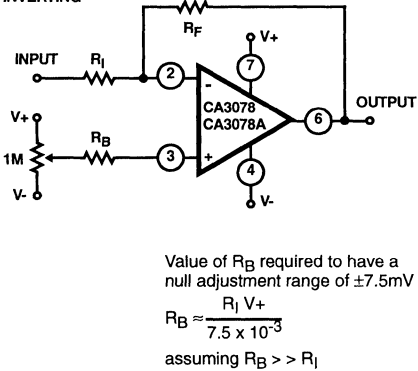 INVERTING
RF
V+
INPUT
RI
2
-
7
CA3078
CA3078A
6
OUTPUT
V+
1M
V-
RB
3
+
4
V-
Value of RB required to have a
null adjustment range of ±7.5mV
RB ≈ RI V+
7.5 x 10-3
assuming RB > > RI